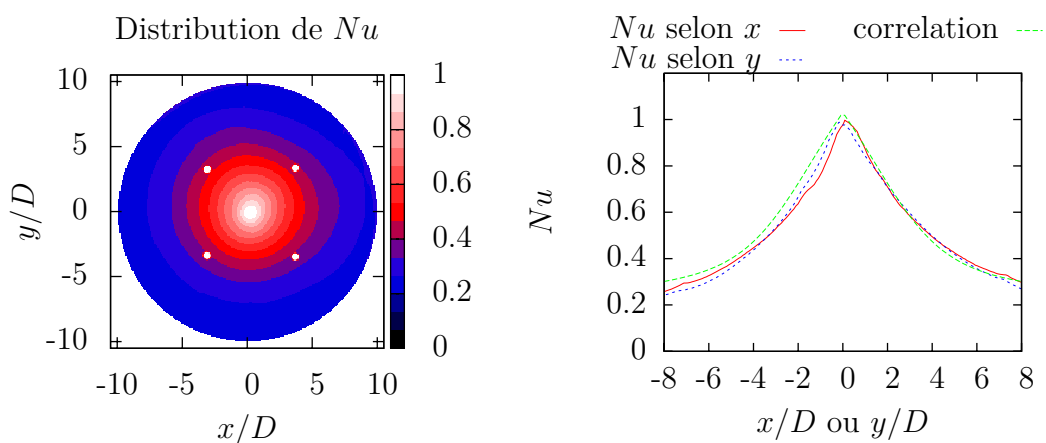 Distribution de Nu
10
5
0
-5
-10
y/D
-10 -5 0 5 10
x/D
1
0.8
0.6
0.4
0.2
0
Nu selon x
correlation
Nu selon y
1
0.8
0.6
0.4
0.2
0
Nu
-8 -6 -4 -2 0 2 4 6 8
x/D ou y/D